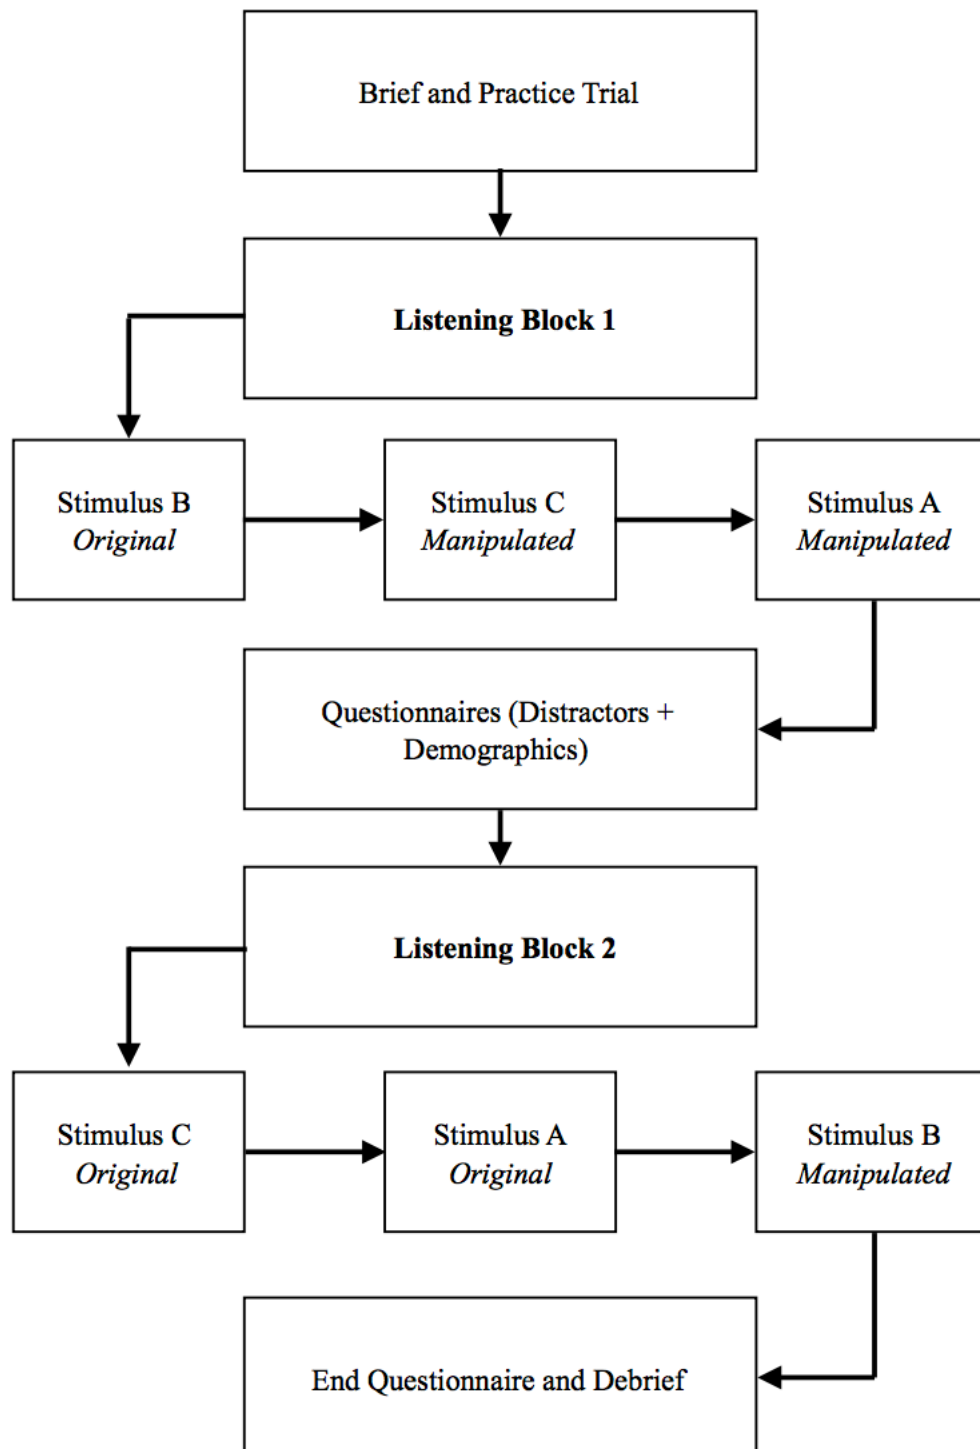 Brief and Practice Trial
Listening Block 1
Stimulus B
Original
Stimulus C
Manipulated
Stimulus A
Manipulated
Questionnaires (Distractors +
Demographics)
Listening Block 2
Stimulus C
Original
Stimulus A
Original
Stimulus B
Manipulated
End Questionnaire and Debrief